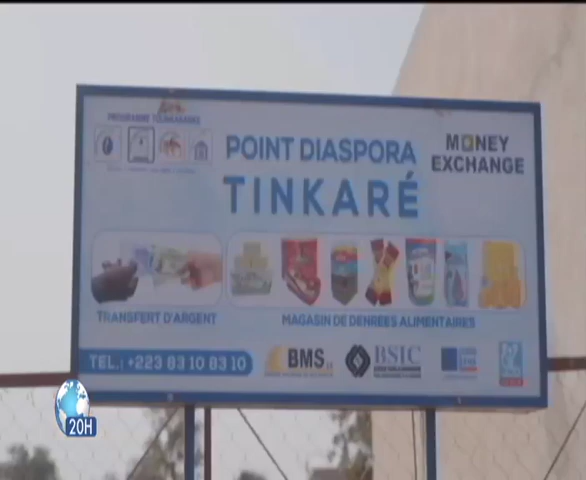 POINT DIASPORA
TINKARÉ
MONEY
EXCHANGE
TRANSFERT D'ARGENT
MAGASIN DE DENREES ALIMENTAIRES
TEL.: +223 83 10 83 10
BMS
BSIC
20H